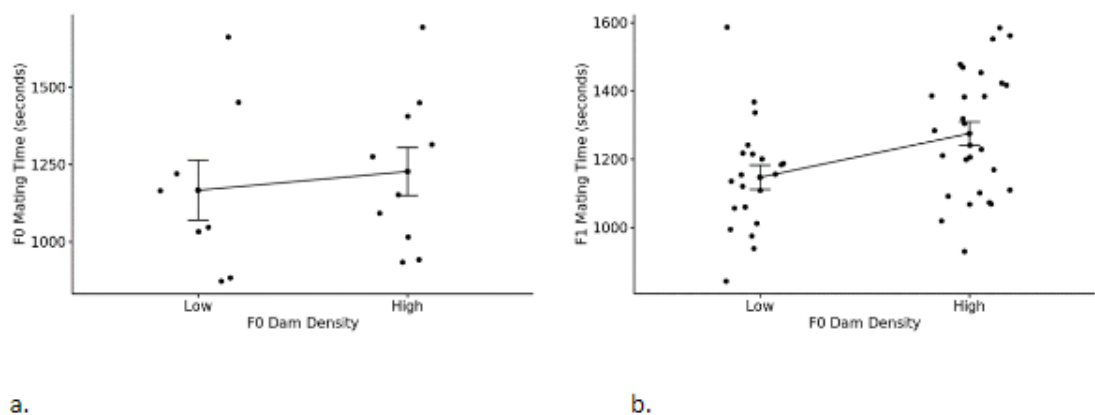 F0 Mating Time (seconds)
1500
1250
1000
Low
High
F0 Dam Density
F1 Mating Time (seconds)
1600
1400
1200
1000
Low
High
F0 Dam Density
a.
b.